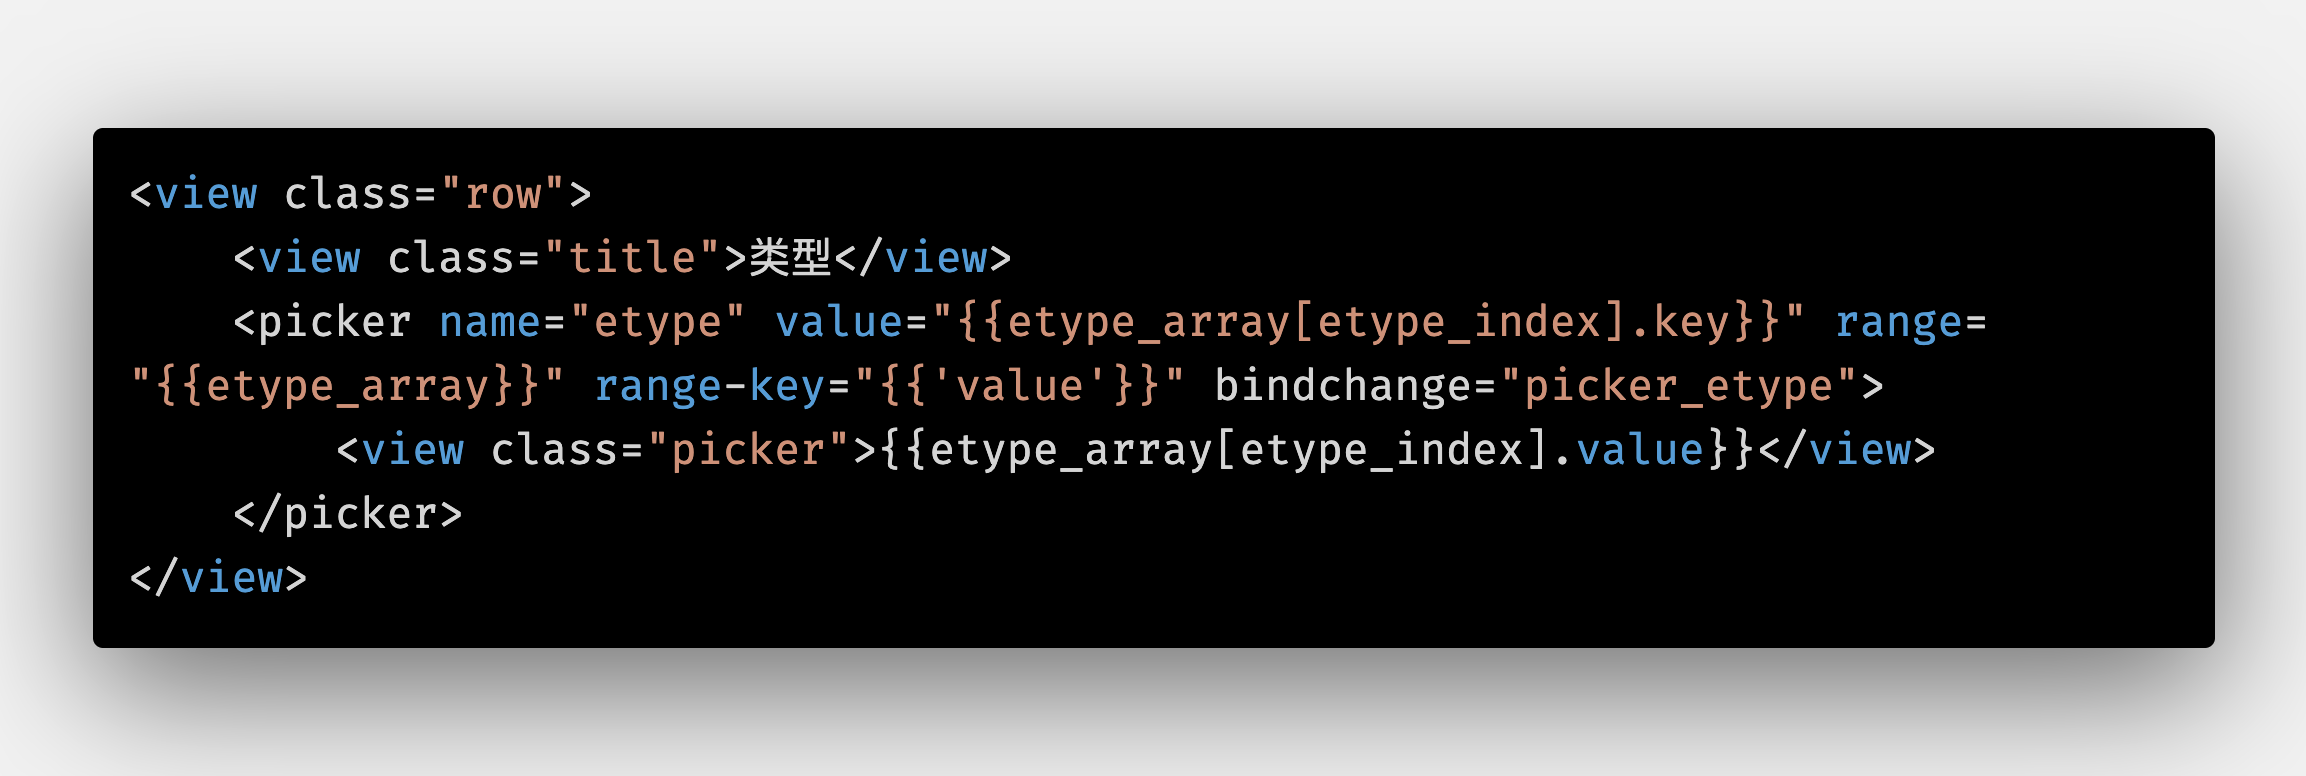 <view class="row">
    <view class="title">类型</view>
    <picker name="etype" value="{{etype_array[etype_index].key}}" range=
"{{etype_array}}" range-key="{{'value'}}" bindchange="picker_etype">
        <view class="picker">{{etype_array[etype_index].value}}</view>
    </picker>
</view>